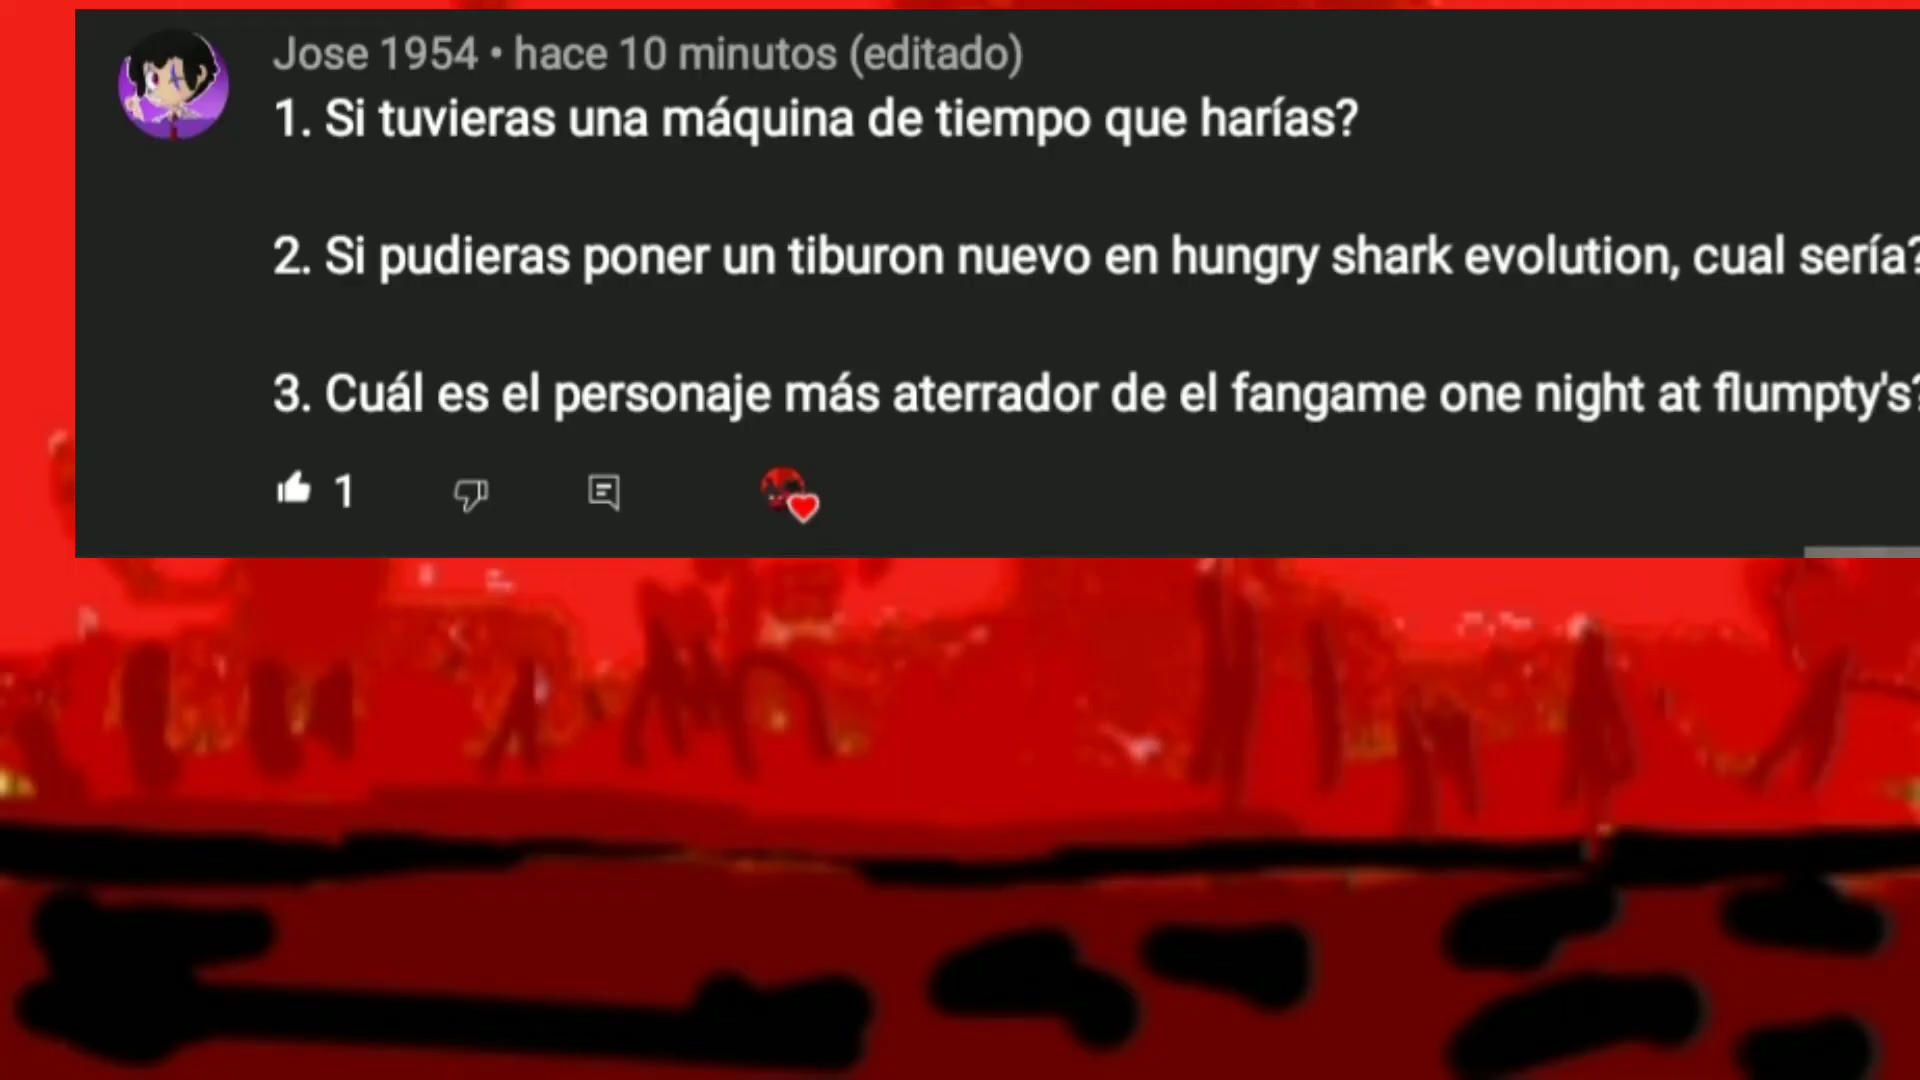 Jose 1954 • hace 10 minutos (editado)
1. Si tuvieras una máquina de tiempo que harías?
2. Si pudieras poner un tiburon nuevo en hungry shark evolution, cual sería?
3. Cuál es el personaje más aterrador de el fangame one night at flumpty's?
1